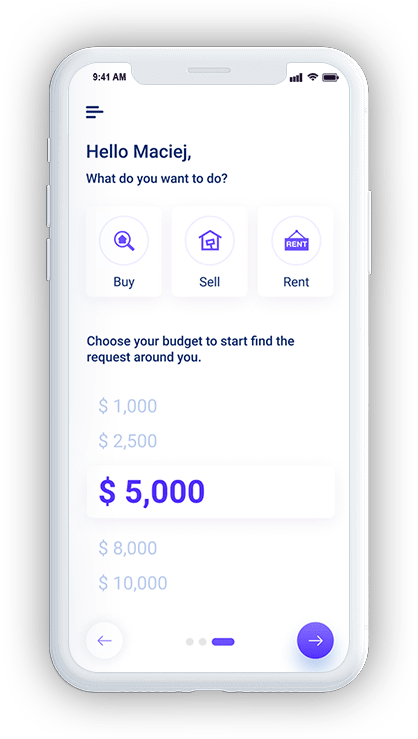 9:41 AM
Hello Maciej,
What do you want to do?
RENT
Buy Sell Rent
Choose your budget to start find the
request around you.
$ 1,000
$ 2,500
$ 5,000
$ 8,000
$ 10,000